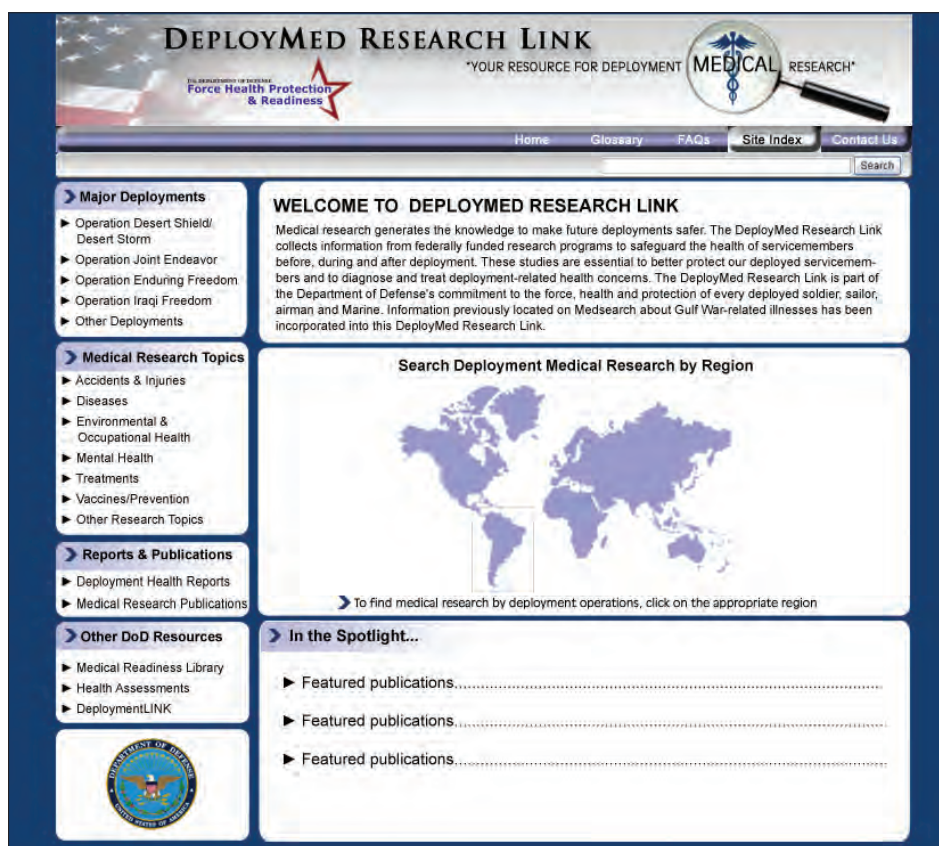 DEPLOYMED RESEARCH LINK
"YOUR RESOURCE FOR DEPLOYMENT MEDICAL RESEARCH"
U.S. DEPARTMENT OF DEFENSE
Force Health Protection
& Readiness
Home Glossary FAQs Site Index Contact Us
Search
Major Deployments
► Operation Desert Shield/
Desert Storm
► Operation Joint Endeavor
► Operation Enduring Freedom
► Operation Iraqi Freedom
► Other Deployments
Medical Research Topics
► Accidents & Injuries
► Diseases
► Environmental &
Occupational Health
► Mental Health
► Treatments
► Vaccines/Prevention
► Other Research Topics
Reports & Publications
► Deployment Health Reports
► Medical Research Publications
Other DoD Resources
► Medical Readiness Library
► Health Assessments
► DeploymentLINK
DEPARTMENT OF DEFENSE
UNITED STATES OF AMERICA
WELCOME TO DEPLOYMED RESEARCH LINK
Medical research generates the knowledge to make future deployments safer. The DeployMed Research Link
collects information from federally funded research programs to safeguard the health of servicemembers
before, during and after deployment. These studies are essential to better protect our deployed servicemem-
bers and to diagnose and treat deployment-related health concerns. The DeployMed Research Link is part of
the Department of Defense's commitment to the force, health and protection of every deployed soldier, sailor,
airman and Marine. Information previously located on Medsearch about Gulf War-related illnesses has been
incorporated into this DeployMed Research Link.
Search Deployment Medical Research by Region
To find medical research by deployment operations, click on the appropriate region
In the Spotlight...
► Featured publications...............................................................
► Featured publications...............................................................
► Featured publications...............................................................